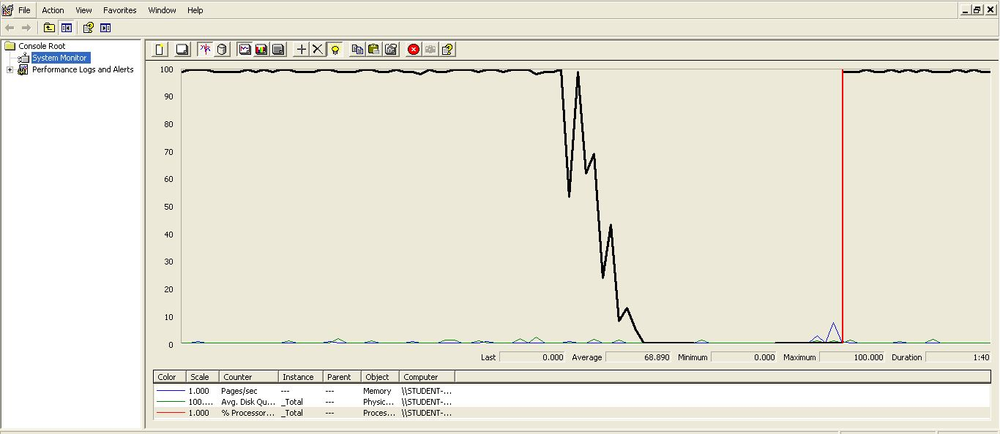 File Action View Favorites Window Help
Console Root
System Monitor
Performance Logs and Alerts
100
90
80
70
60
50
40
30
20
10
0
Last 0.000 Average 68.890 Minimum 0.000 Maximum 100.000 Duration 1:40
Color Scale Counter Instance Parent Object Computer
1.000 Pages/sec --- --- Memory \\STUDENT-...
100.... Avg. Disk Qu... _Total --- Physic... \\STUDENT-...
1.000 % Processor... _Total --- Proces... \\STUDENT-...